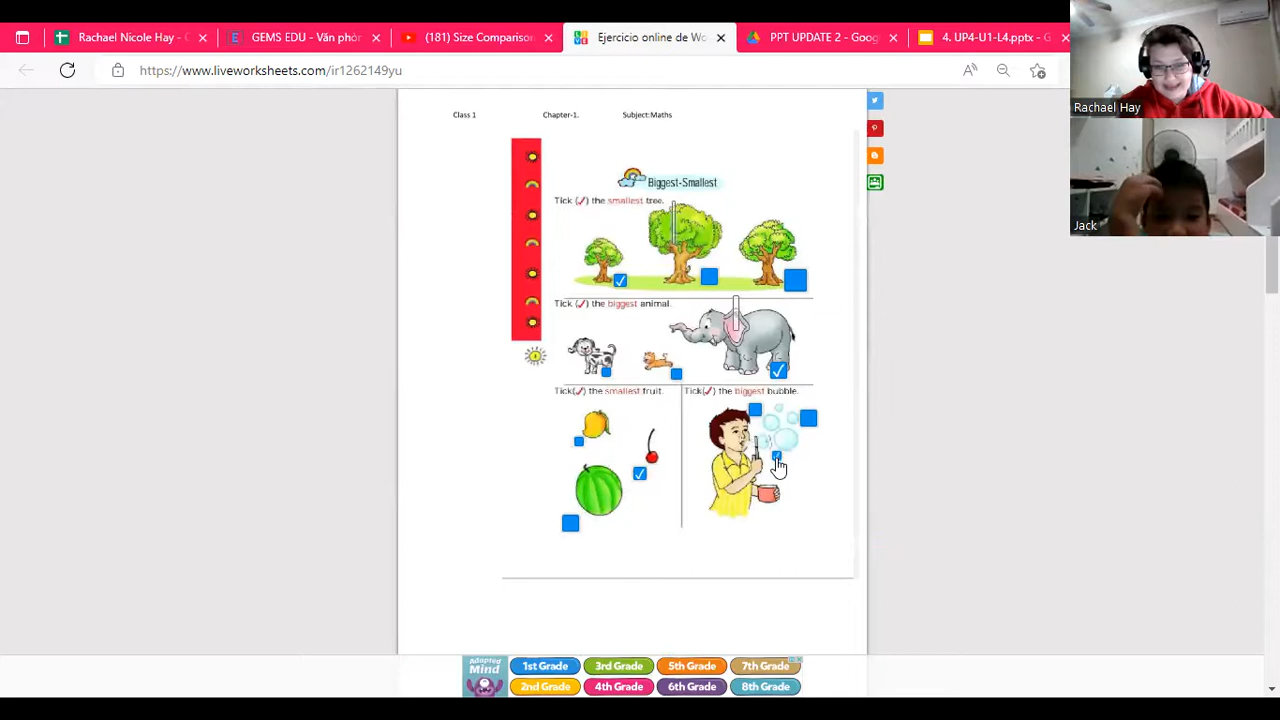 Rachael Nicole Hay - G
GEMS EDU - Văn phòn
(181) Size Comparison
Ejercicio online de Wo
PPT UPDATE 2 - Goog
4. UP4-U1-L4.pptx - G
https://www.liveworksheets.com/ir1262149yu
Rachael Hay
Jack
Class 1 Chapter-1. Subject:Maths
Biggest-Smallest
Tick (✓) the smallest tree.
Tick (✓) the biggest animal.
Tick(✓) the smallest fruit.
Tick(✓) the biggest bubble.
Adapted Mind
1st Grade
3rd Grade
5th Grade
7th Grade
2nd Grade
4th Grade
6th Grade
8th Grade